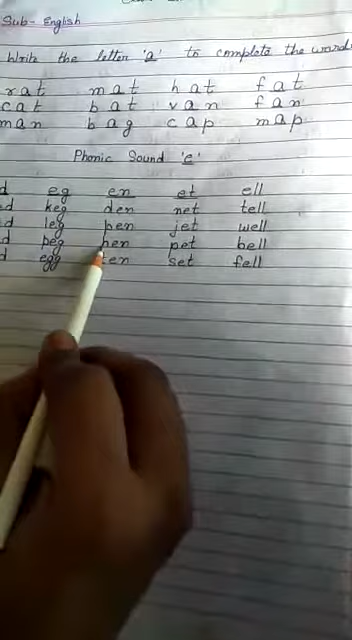 Sub- English
Write the letter 'a' to complete the word
rat mat hat fat
cat bat van fan
man bag cap map
Phonic Sound 'e'
d eg en et ell
d keg den net tell
d leg pen jet well
d peg hen pet bell
d egg ten set fell